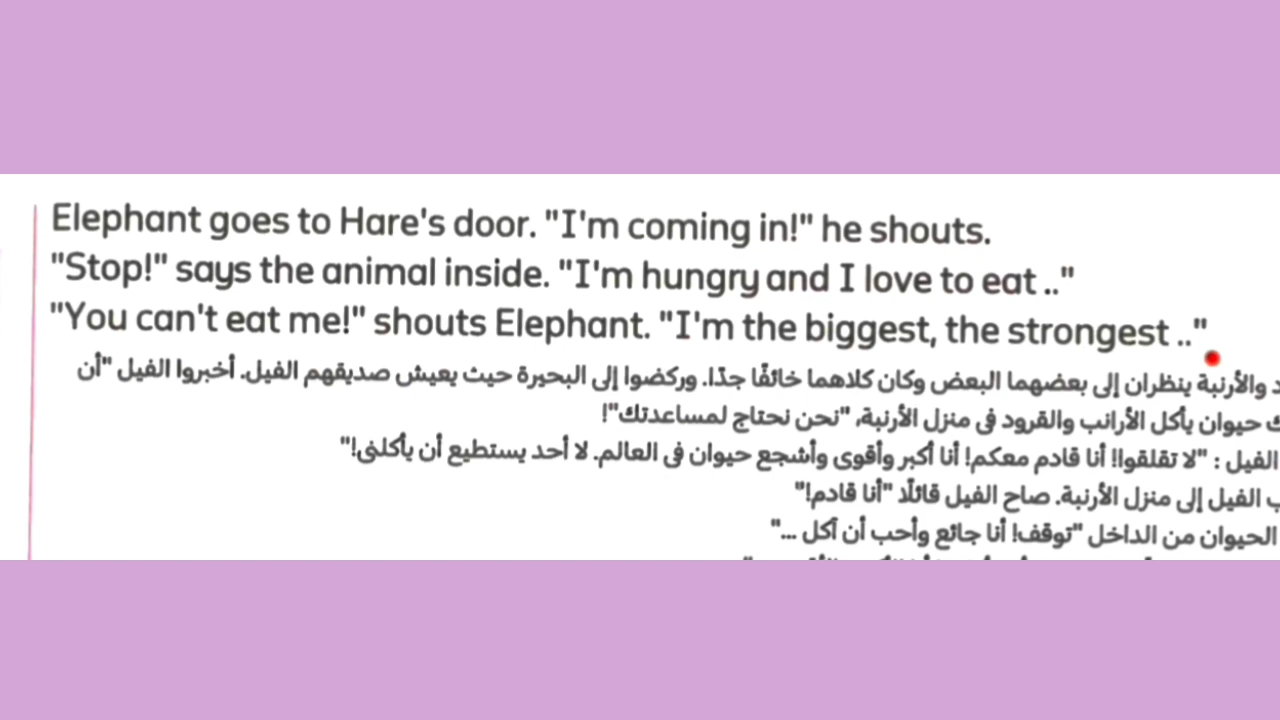 Elephant goes to Hare's door. "I'm coming in!" he shouts.
"Stop!" says the animal inside. "I'm hungry and I love to eat .."
"You can't eat me!" shouts Elephant. "I'm the biggest, the strongest .."
والأرنبة ينظران إلى بعضهما البعض وكان كلاهما خائفًا جدًا. وركضوا إلى البحيرة حيث يعيش صديقهم الفيل. أخبروا الفيل "أن
حيوان يأكل الأرانب والقرود في منزل الأرنبة, "نحن نحتاج لمساعدتك"!
الفيل : "لا تقلقوا! أنا قادم معكم! أنا أكبر وأقوى وأشجع حيوان فى العالم. لا أحد يستطيع أن يأكلنى!"
الفيل إلى منزل الأرنبة. صاح الفيل قائلًا "أنا قادم!"
الحيوان من الداخل "توقف! أنا جائع وأحب أن آكل ..."